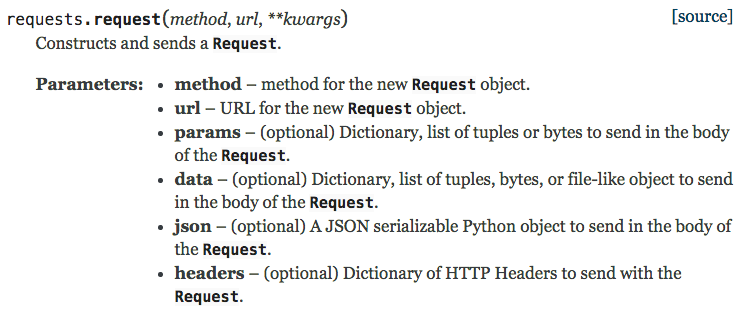 requests.request(method, url, **kwargs) [source]
Constructs and sends a Request.
Parameters: • method – method for the new Request object.
• url – URL for the new Request object.
• params – (optional) Dictionary, list of tuples or bytes to send in the body
of the Request.
• data – (optional) Dictionary, list of tuples, bytes, or file-like object to send
in the body of the Request.
• json – (optional) A JSON serializable Python object to send in the body of
the Request.
• headers – (optional) Dictionary of HTTP Headers to send with the
Request.